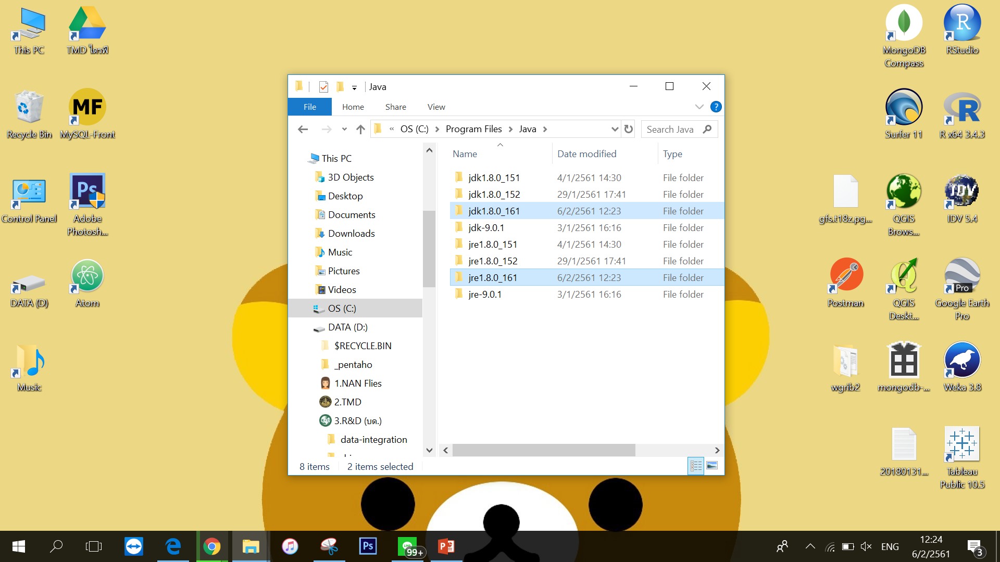 This PC
TMD ไดรฟ์
Recycle Bin
MF
MySQL-Front
Control Panel
Ps
Adobe
Photosh...
DATA (D)
Atom
Music
Java
File
Home
Share
View
?
« OS (C:) > Program Files > Java >
Search Java
This PC
3D Objects
Desktop
Documents
Downloads
Music
Pictures
Videos
OS (C:)
DATA (D:)
$RECYCLE.BIN
_pentaho
1.NAN Flies
2.TMD
3.R&D (บด.)
data-integration
Name Date modified Type
jdk1.8.0_151 4/1/2561 14:30 File folder
jdk1.8.0_152 29/1/2561 17:41 File folder
jdk1.8.0_161 6/2/2561 12:23 File folder
jdk-9.0.1 3/1/2561 16:16 File folder
jre1.8.0_151 4/1/2561 14:30 File folder
jre1.8.0_152 29/1/2561 17:41 File folder
jre1.8.0_161 6/2/2561 12:23 File folder
jre-9.0.1 3/1/2561 16:16 File folder
8 items 2 items selected
MongoDB
Compass
R
RStudio
Surfer 11
R
R x64 3.4.3
gfs.t18z.pg...
QGIS
Brows...
IDV
IDV 5.4
Postman
QGIS
Deskt...
Pro
Google Earth
Pro
wgrib2
mongodb-...
Weka 3.8
20180131...
Tableau
Public 10.5
Ps
99+
ENG
12:24
6/2/2561
3